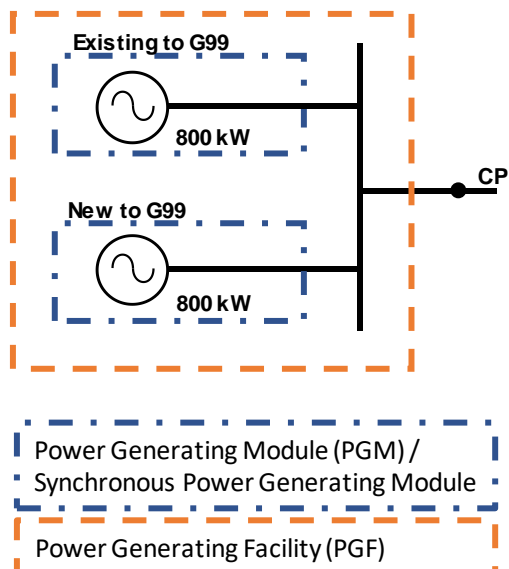 Existing to G99
800 kW
CP
New to G99
800 kW
Power Generating Module (PGM) /
Synchronous Power Generating Module
Power Generating Facility (PGF)